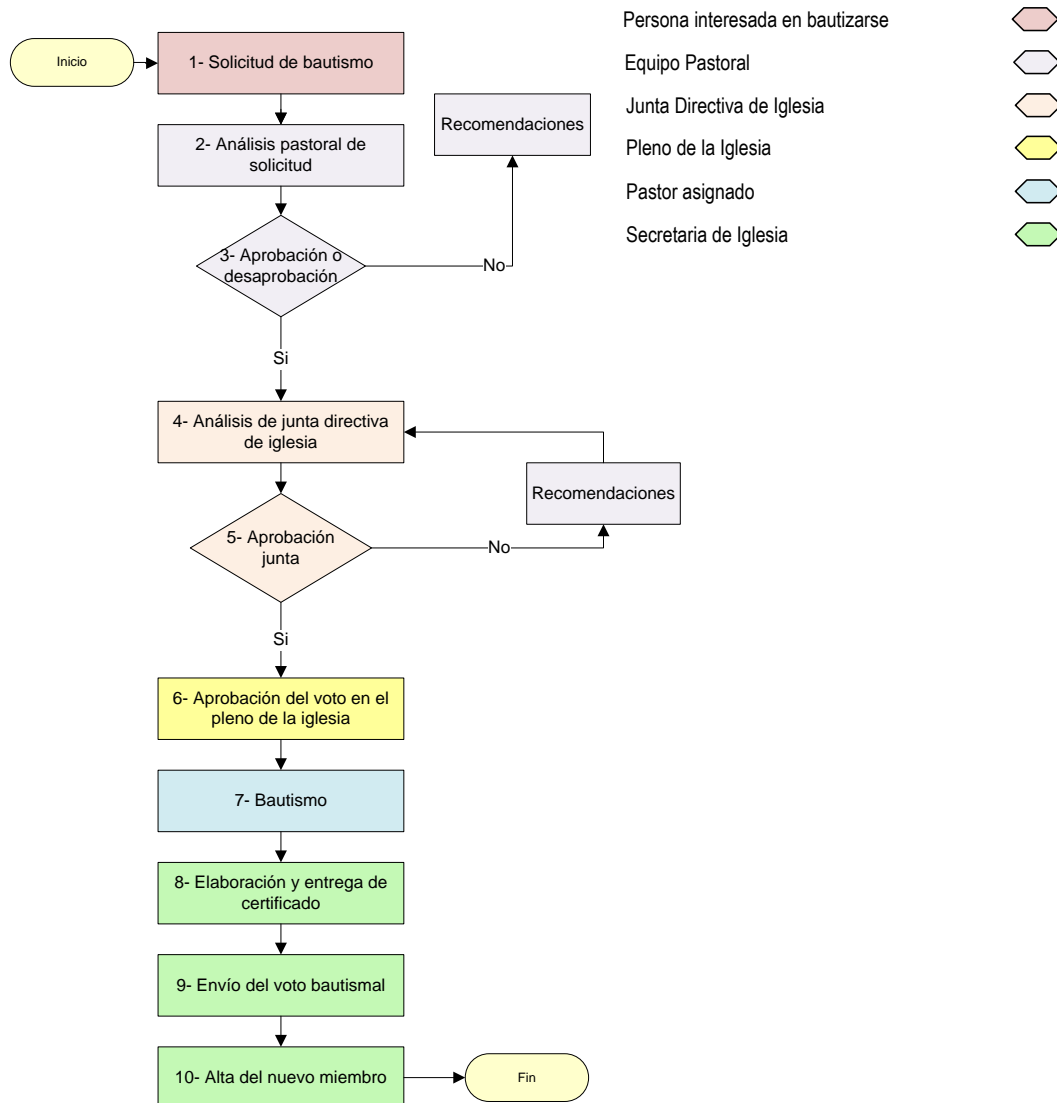 Persona interesada en bautizarse
Equipo Pastoral
Junta Directiva de Iglesia
Pleno de la Iglesia
Pastor asignado
Secretaria de Iglesia
Inicio
1- Solicitud de bautismo
2- Análisis pastoral de
solicitud
Recomendaciones
3- Aprobación o
desaprobación
No
Si
4- Análisis de junta directiva
de iglesia
Recomendaciones
5- Aprobación
junta
No
Si
6- Aprobación del voto en el
pleno de la iglesia
7- Bautismo
8- Elaboración y entrega de
certificado
9- Envío del voto bautismal
10- Alta del nuevo miembro
Fin